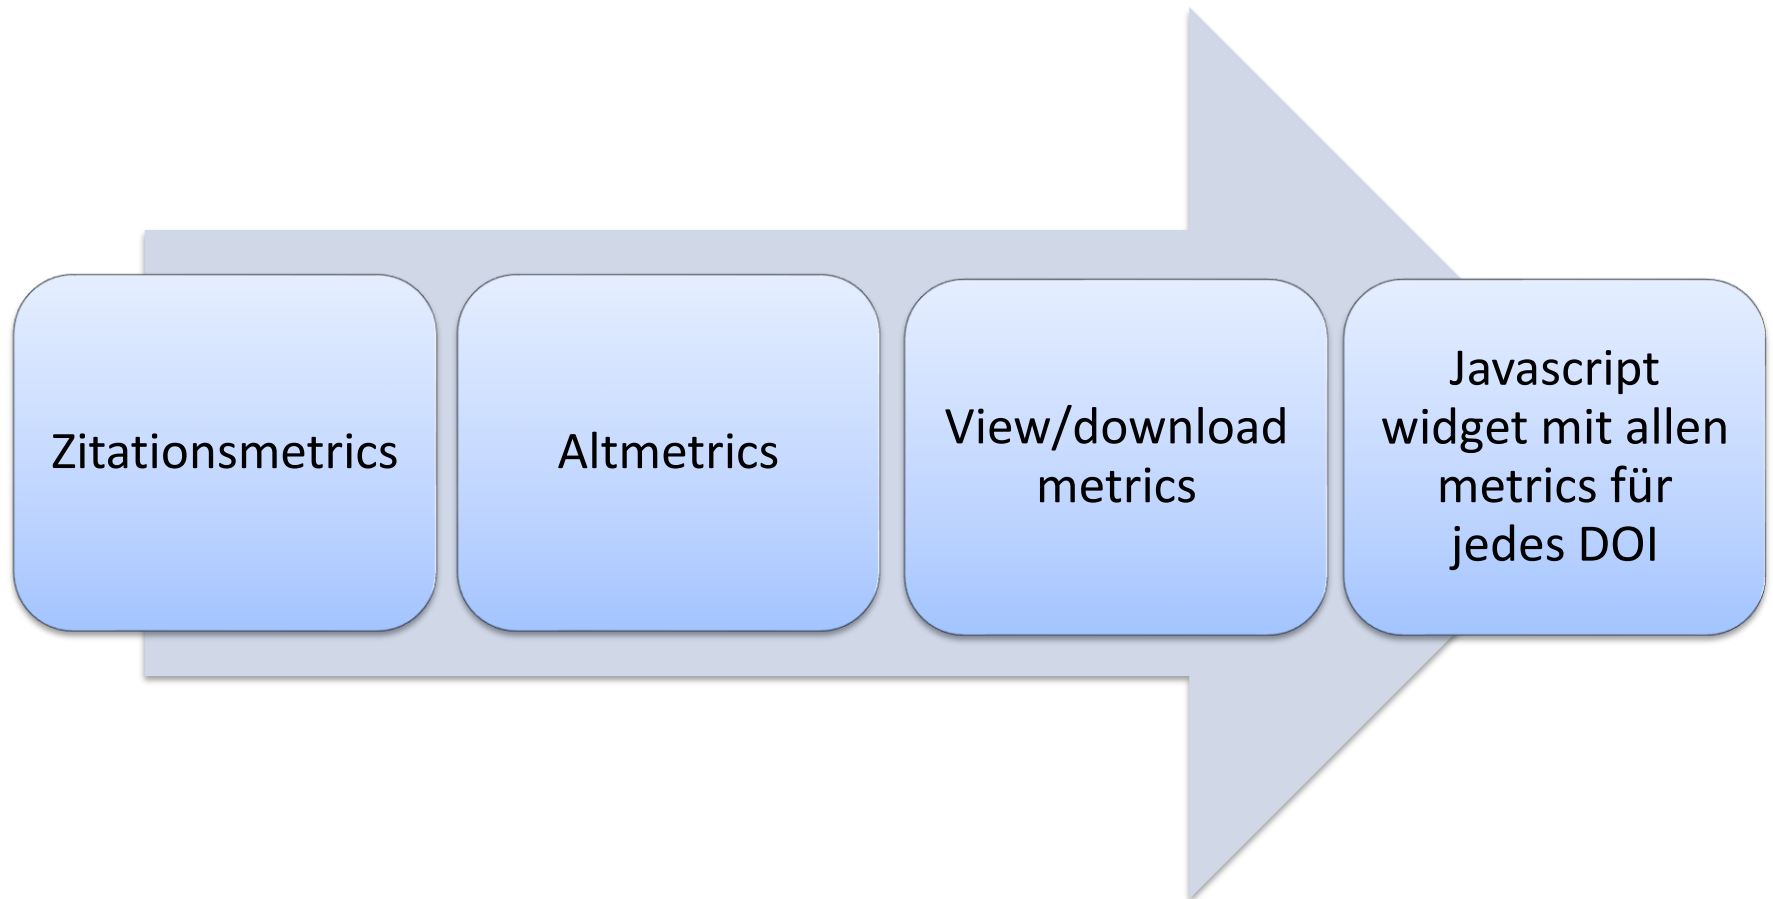 Zitationsmetrics
Altmetrics
View/download
metrics
Javascript
widget mit allen
metrics für
jedes DOI